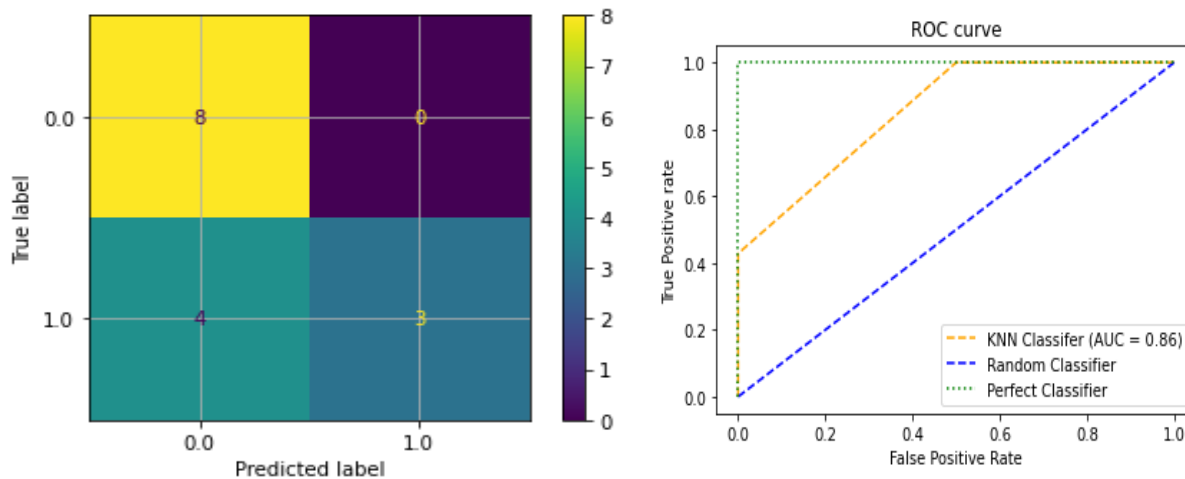 True label
0.0
1.0
8
0
4
3
0.0
1.0
Predicted label
8
7
6
5
4
3
2
1
0
ROC curve
True Positive rate
1.0
0.8
0.6
0.4
0.2
0.0
KNN Classifer (AUC = 0.86)
Random Classifier
Perfect Classifier
0.0 0.2 0.4 0.6 0.8 1.0
False Positive Rate